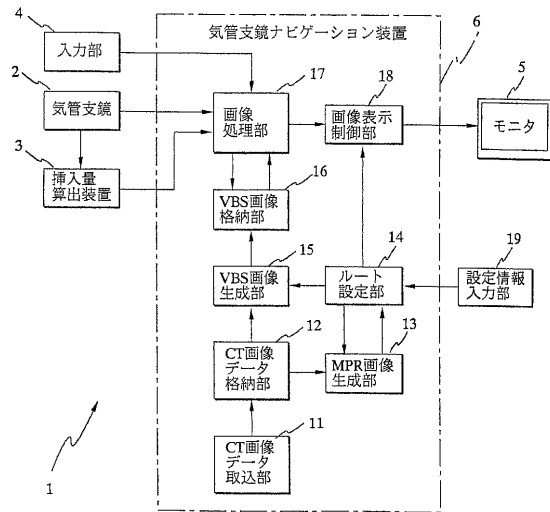 気管支鏡ナビゲーション装置
4
入力部
2
気管支鏡
3
挿入量
算出装置
17
画像
処理部
18
画像表示
制御部
6
5
モニタ
16
VBS画像
格納部
15
VBS画像
生成部
14
ルート
設定部
19
設定情報
入力部
12
CT画像
データ
格納部
13
MPR画像
生成部
11
CT画像
データ
取込部
1